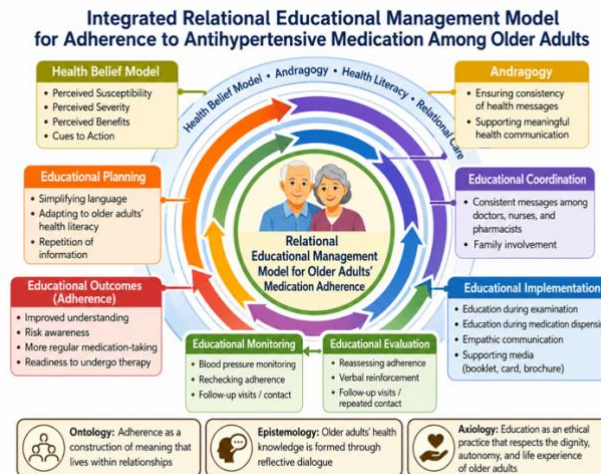 Integrated Relational Educational Management Model
for Adherence to Antihypertensive Medication Among Older Adults
Health Belief Model
• Perceived Susceptibility
• Perceived Severity
• Perceived Benefits
• Cues to Action
Health Belief Model • Andragogy • Health Literacy • Relational Care
Andragogy
• Ensuring consistency
of health messages
• Supporting meaningful
health communication
Educational Planning
• Simplifying language
• Adapting to older adults'
health literacy
• Repetition of
information
Educational Coordination
• Consistent messages among
doctors, nurses, and
pharmacists
• Family involvement
Relational
Educational Management
Model for Older Adults'
Medication Adherence
Educational Outcomes
(Adherence)
• Improved understanding
• Risk awareness
• More regular medication-taking
• Readiness to undergo therapy
Educational Implementation
• Education during examination
• Education during medication dispensi
• Empathic communication
• Supporting media
(booklet, card, brochure)
Educational Monitoring
• Blood pressure monitoring
• Rechecking adherence
• Follow-up visits / contact
Educational Evaluation
• Reassessing adherence
• Verbal reinforcement
• Follow-up visits /
repeated contact
Ontology: Adherence as a
construction of meaning that
lives within relationships
Epistemology: Older adults' health
knowledge is formed through
reflective dialogue
Axiology: Education as an ethical
practice that respects the dignity,
autonomy, and life experience
of older adults